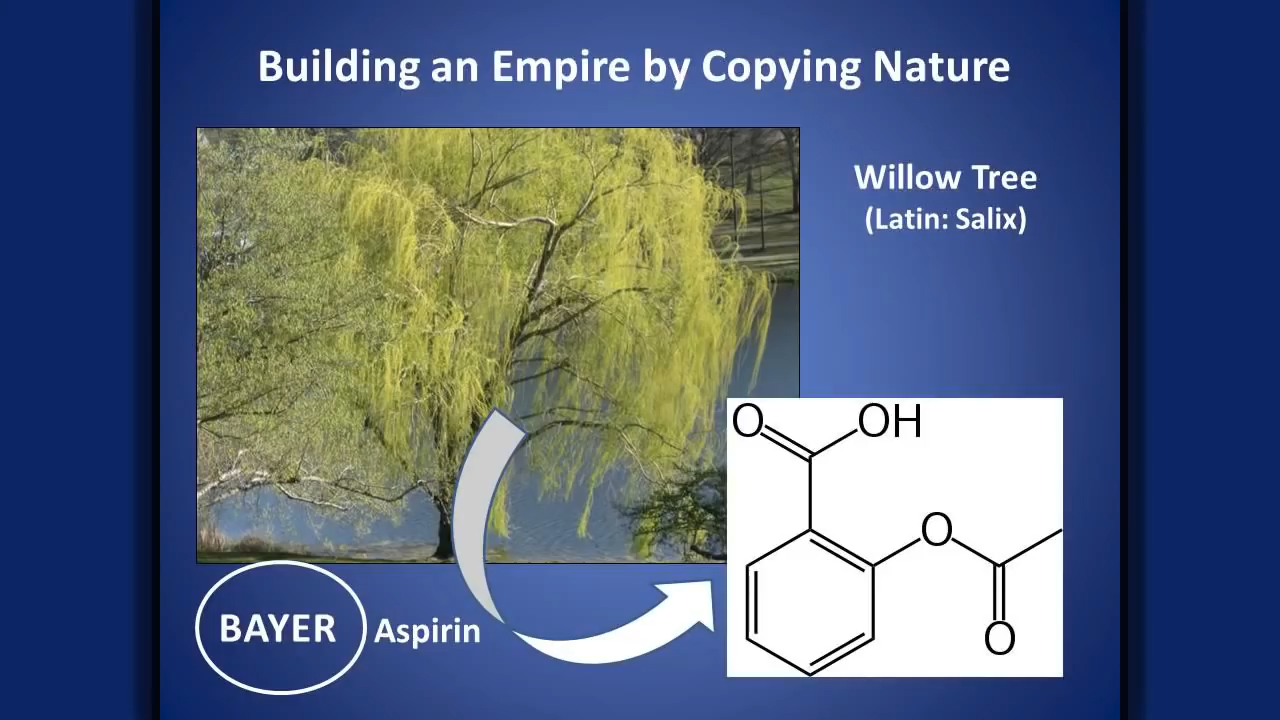 Building an Empire by Copying Nature
Willow Tree
(Latin: Salix)
O OH
O
O
BAYER Aspirin